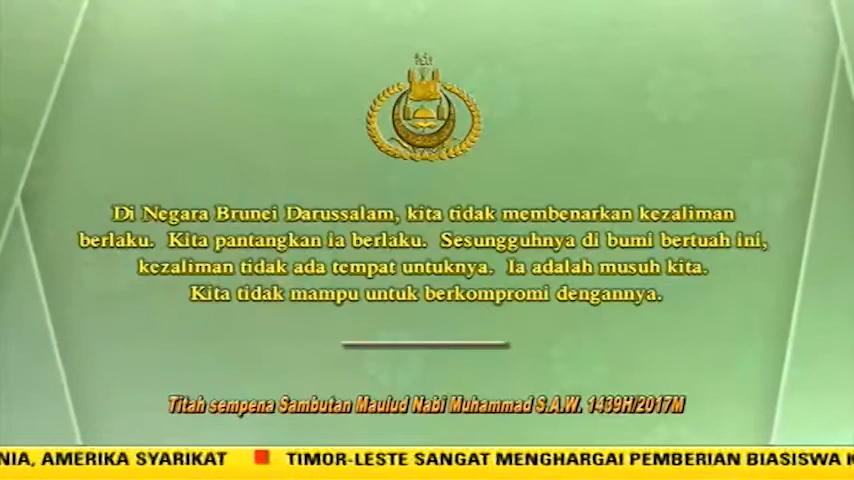 Di Negara Brunei Darussalam, kita tidak membenarkan kezaliman
berlaku. Kita pantangkan ia berlaku. Sesungguhnya di bumi bertuah ini,
kezaliman tidak ada tempat untuknya. Ia adalah musuh kita.
Kita tidak mampu untuk berkompromi dengannya.
Titah sempena Sambutan Maulud Nabi Muhammad S.A.W. 1439H/2017M
NIA, AMERIKA SYARIKAT TIMOR-LESTE SANGAT MENGHARGAI PEMBERIAN BIASISWA K